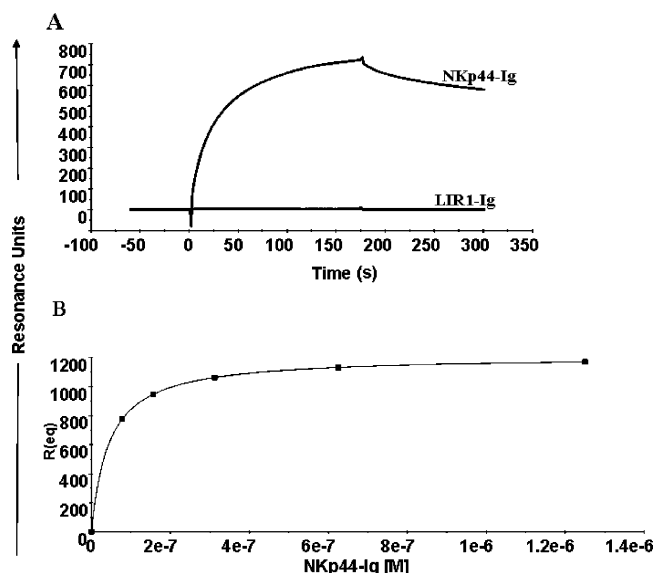 A
800
700
600
500
400
300
200
100
0
NKp44-Ig
LIR1-Ig
-100 -50 0 50 100 150 200 250 300 350
Time (s)
Resonance Units
B
1200
1000
800
600
400
200
0
R(eq)
0 2e-7 4e-7 6e-7 8e-7 1e-6 1.2e-6 1.4e-6
NKp44-Ig [M]